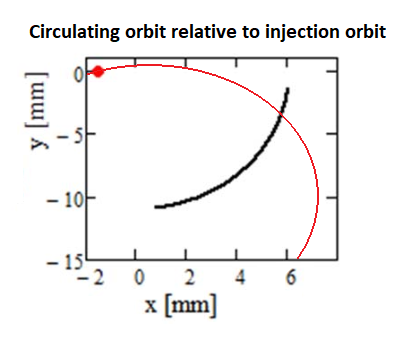 Circulating orbit relative to injection orbit
0
− 5
− 10
− 15
y [mm]
− 2 0 2 4 6
x [mm]